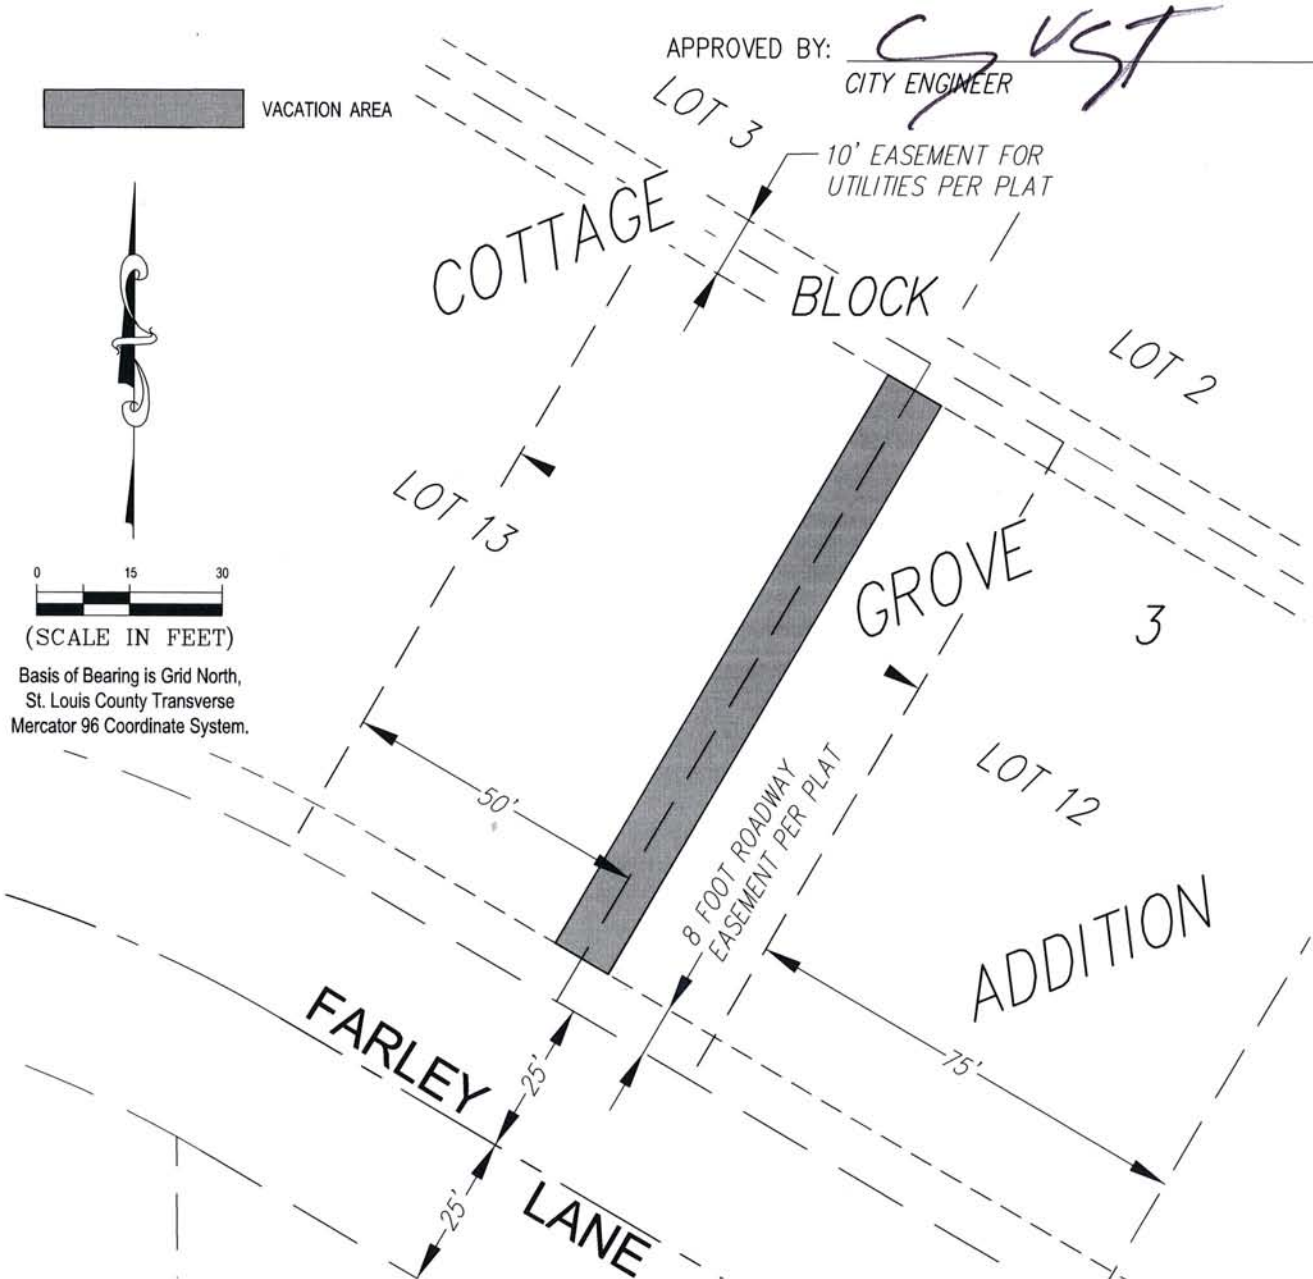 APPROVED BY:
CITY ENGINEER
VACATION AREA
LOT 3
10' EASEMENT FOR
UTILITIES PER PLAT
COTTAGE
BLOCK
LOT 2
LOT 13
GROVE
3
0 15 30
(SCALE IN FEET)
Basis of Bearing is Grid North,
St. Louis County Transverse
Mercator 96 Coordinate System.
50'
8 FOOT ROADWAY
EASEMENT PER PLAT
LOT 12
ADDITION
FARLEY
25'
75'
25'
LANE